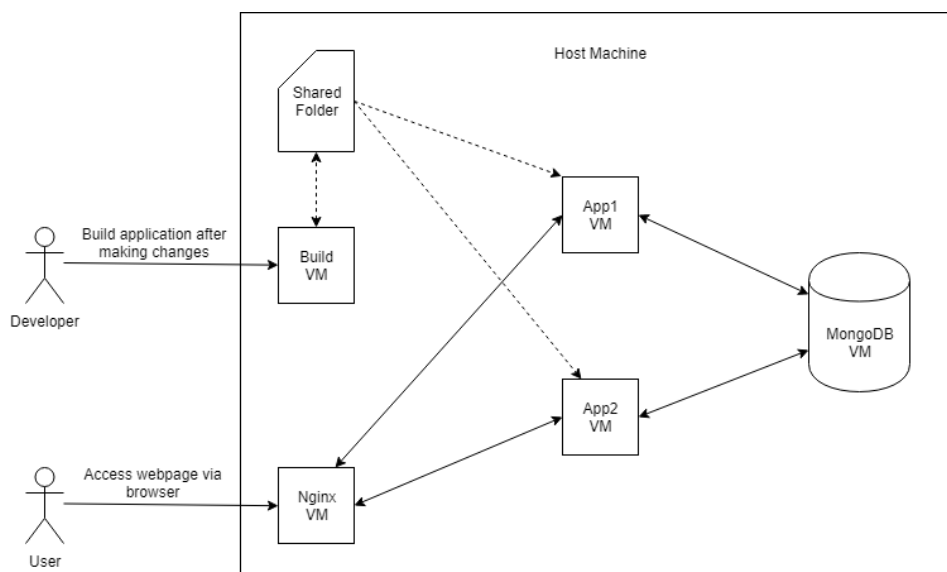 Host Machine
Shared
Folder
App1
VM
Build application after
making changes
Build
VM
Developer
MongoDB
VM
App2
VM
Access webpage via
browser
Nginx
VM
User